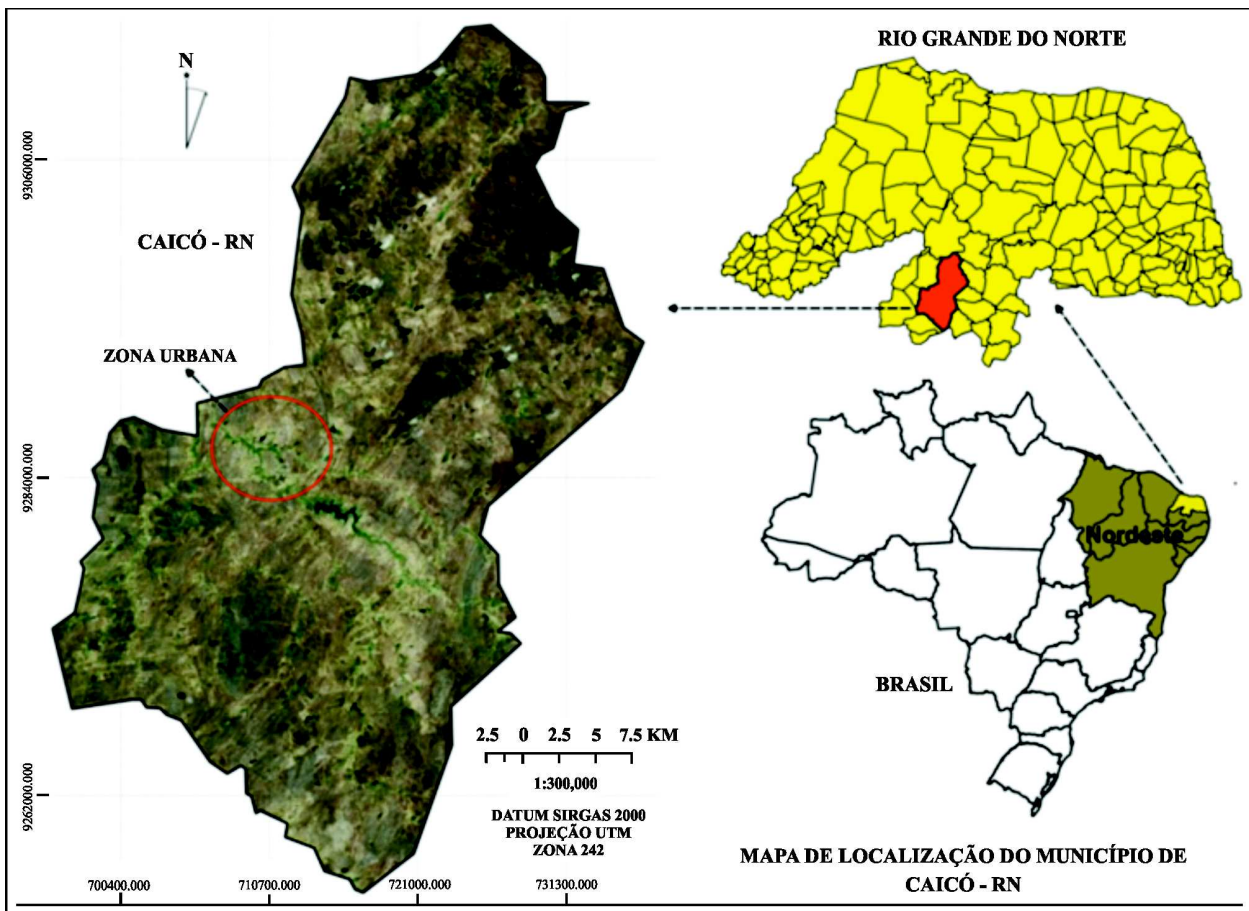 N
CAICÓ - RN
ZONA URBANA
9306000.000
9284000.000
9262000.000
700400.000
710700.000
721000.000
731300.000
2.5 0 2.5 5 7.5 KM
1:300,000
DATUM SIRGAS 2000
PROJEÇÃO UTM
ZONA 242
RIO GRANDE DO NORTE
Nordeste
BRASIL
MAPA DE LOCALIZAÇÃO DO MUNICÍPIO DE
CAICÓ - RN